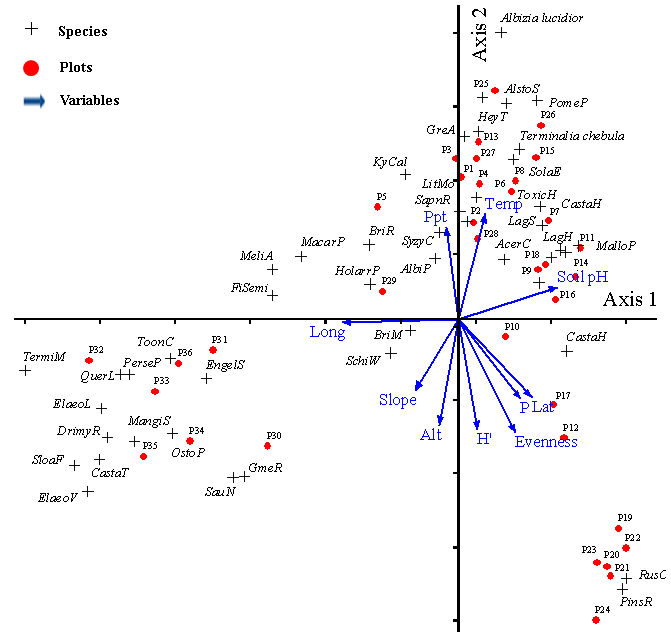 Species
Plots
Variables
Axis 2
Albizia lucidior
P25
AlstoS
PomeP
HeyT
P26
GreA
P13
Terminalia chebula
P3
P27
P15
KyCal
P1
SolaE
LitMo
P4
P6
P8
ToxicH
SapnR
Temp
CastaH
P5
Ppt
P2
LagS
P7
BriR
SyzyC
P28
AcerC
LagH
P11
MalloP
MacarP
MeliA
AlbiP
P18
HolarrP
P9
P14
Soil pH
FiSemi
P29
P16
Axis 1
Long
BriM
P10
CastaH
ToonC
P31
P32
P36
SchiW
TermiM
PerseP
EngelS
QuerL
P33
Slope
P Lat
P17
ElaeoL
MangiS
DrimyR
P34
Alt
H'
Evenness
P12
P35
OstoP
P30
SloaF
CastaT
GmeR
ElaeoV
SauN
P19
P22
P23
P20
P21
RusC
PinsR
P24